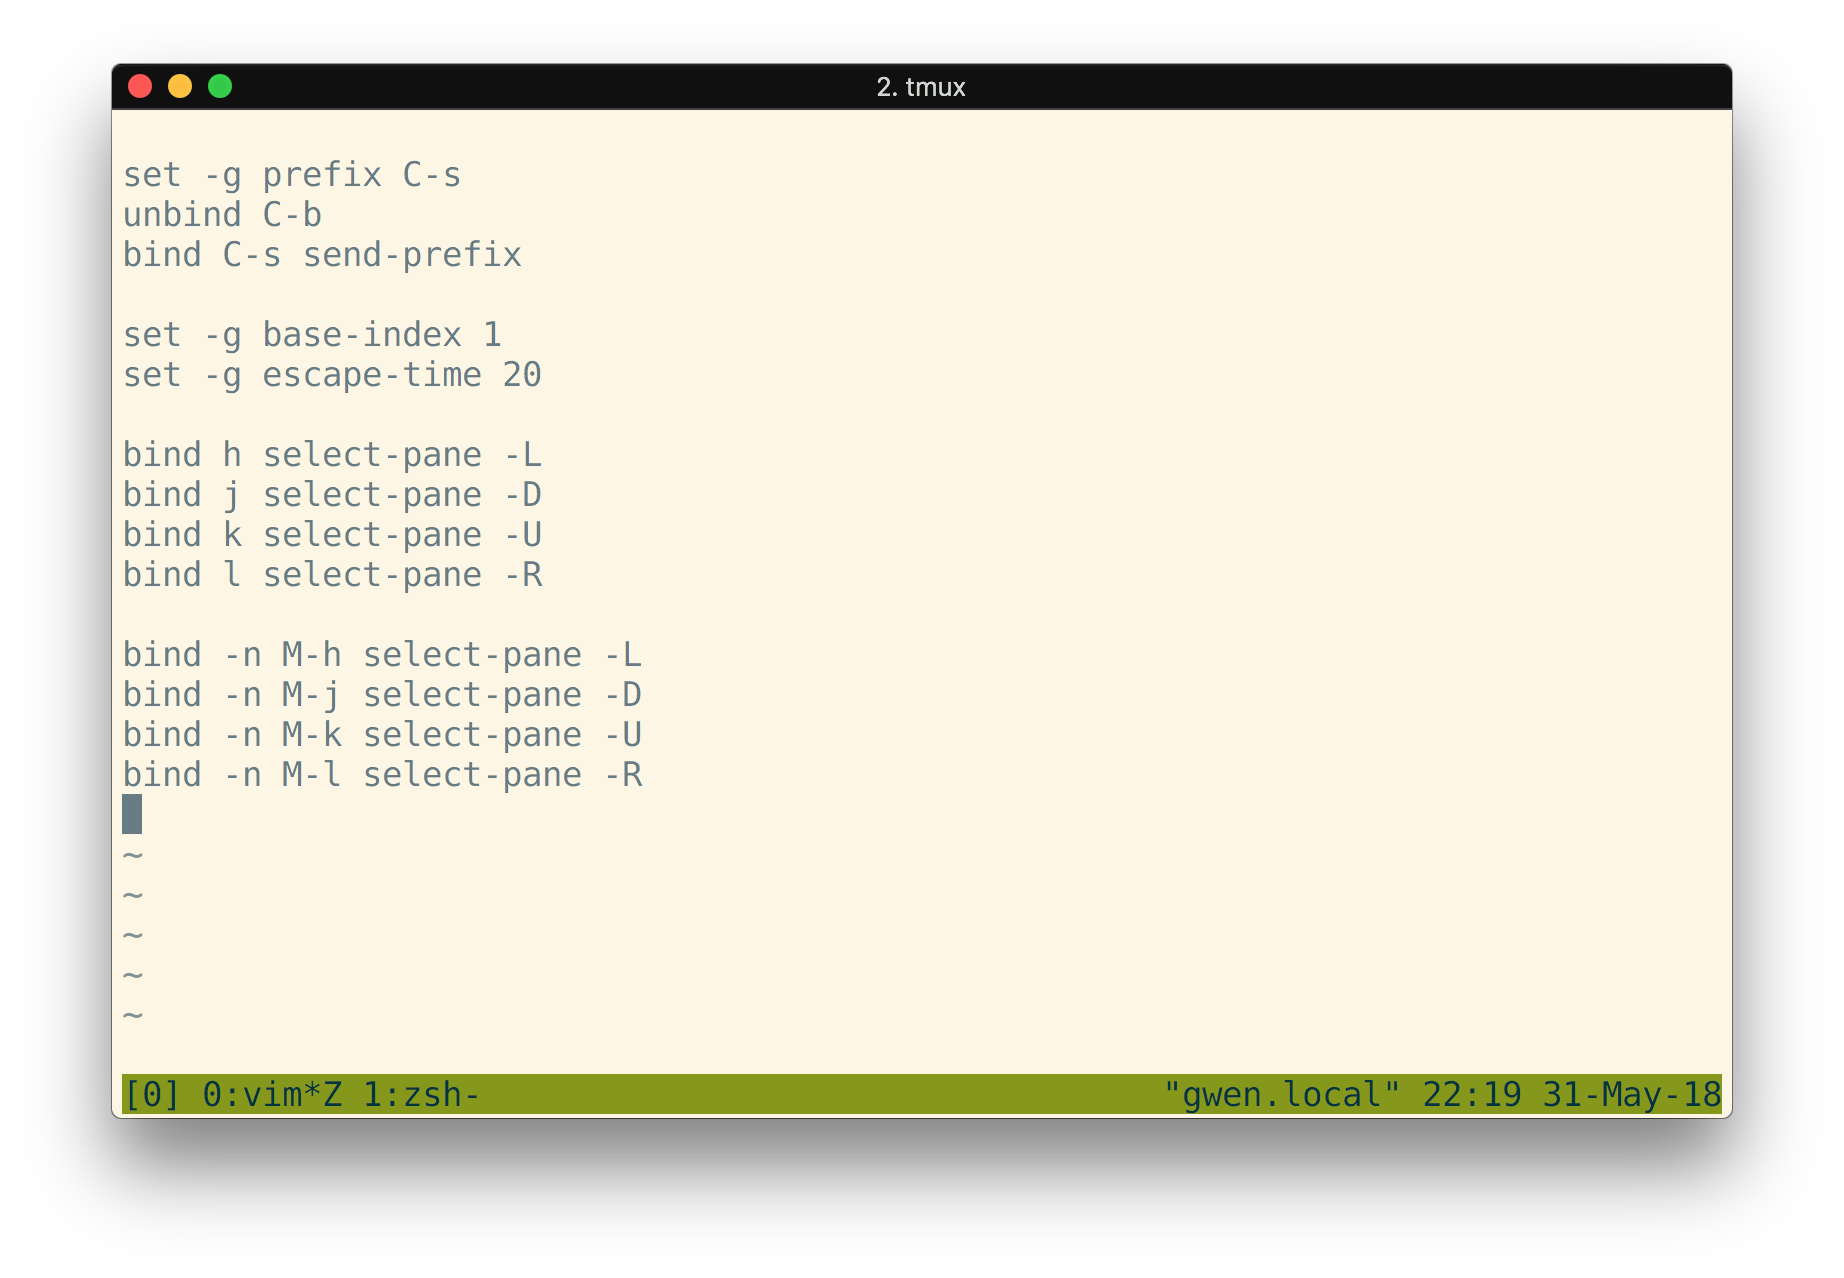 2. tmux
set -g prefix C-s
unbind C-b
bind C-s send-prefix
set -g base-index 1
set -g escape-time 20
bind h select-pane -L
bind j select-pane -D
bind k select-pane -U
bind l select-pane -R
bind -n M-h select-pane -L
bind -n M-j select-pane -D
bind -n M-k select-pane -U
bind -n M-l select-pane -R
~
~
~
~
~
[0] 0:vim*Z 1:zsh- "gwen.local" 22:19 31-May-18